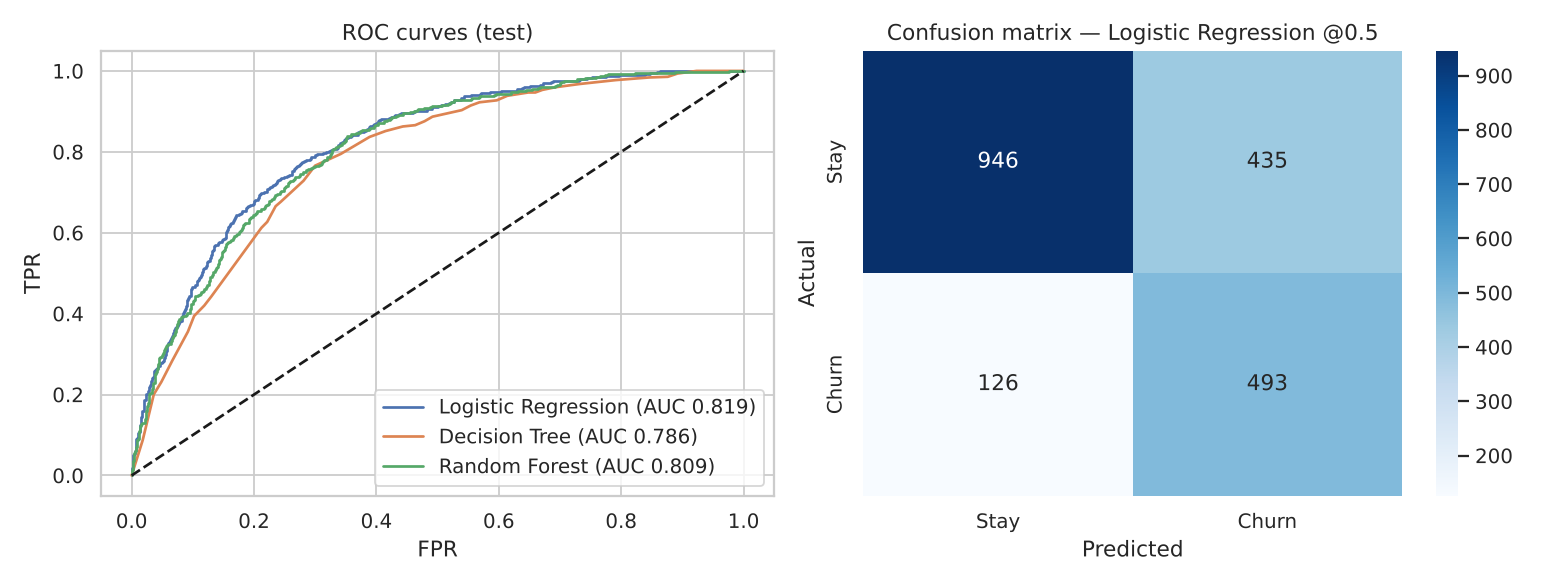 ROC curves (test)
1.0
0.8
0.6
0.4
0.2
0.0
TPR
0.0 0.2 0.4 0.6 0.8 1.0
FPR
Logistic Regression (AUC 0.819)
Decision Tree (AUC 0.786)
Random Forest (AUC 0.809)
Confusion matrix — Logistic Regression @0.5
Actual
Stay
946 435
Churn
126 493
Stay Churn
Predicted
900
800
700
600
500
400
300
200